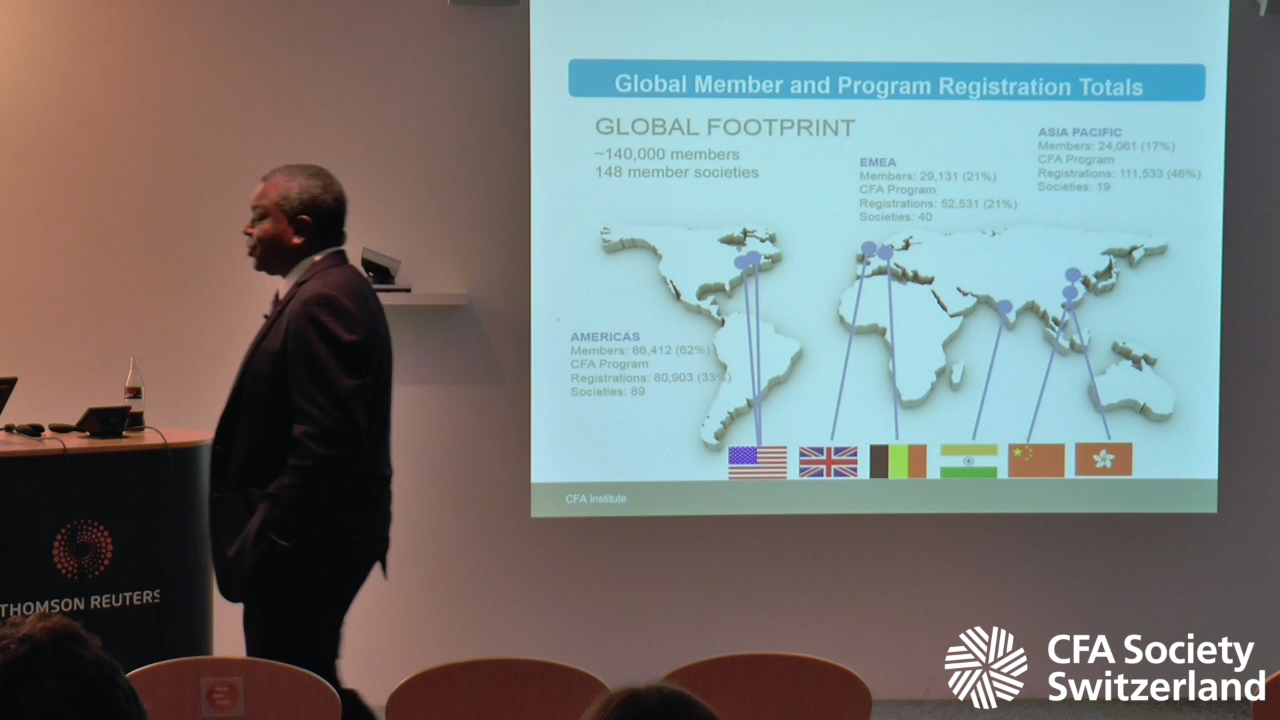 Global Member and Program Registration Totals
GLOBAL FOOTPRINT
~140,000 members
148 member societies
EMEA
Members: 29,131 (21%)
CFA Program
Registrations: 52,531 (21%)
Societies: 40
ASIA PACIFIC
Members: 24,061 (17%)
CFA Program
Registrations: 111,533 (46%)
Societies: 19
AMERICAS
Members: 86,412 (62%)
CFA Program
Registrations: 80,903 (33%)
Societies: 89
CFA Institute
THOMSON REUTERS
CFA Society
Switzerland